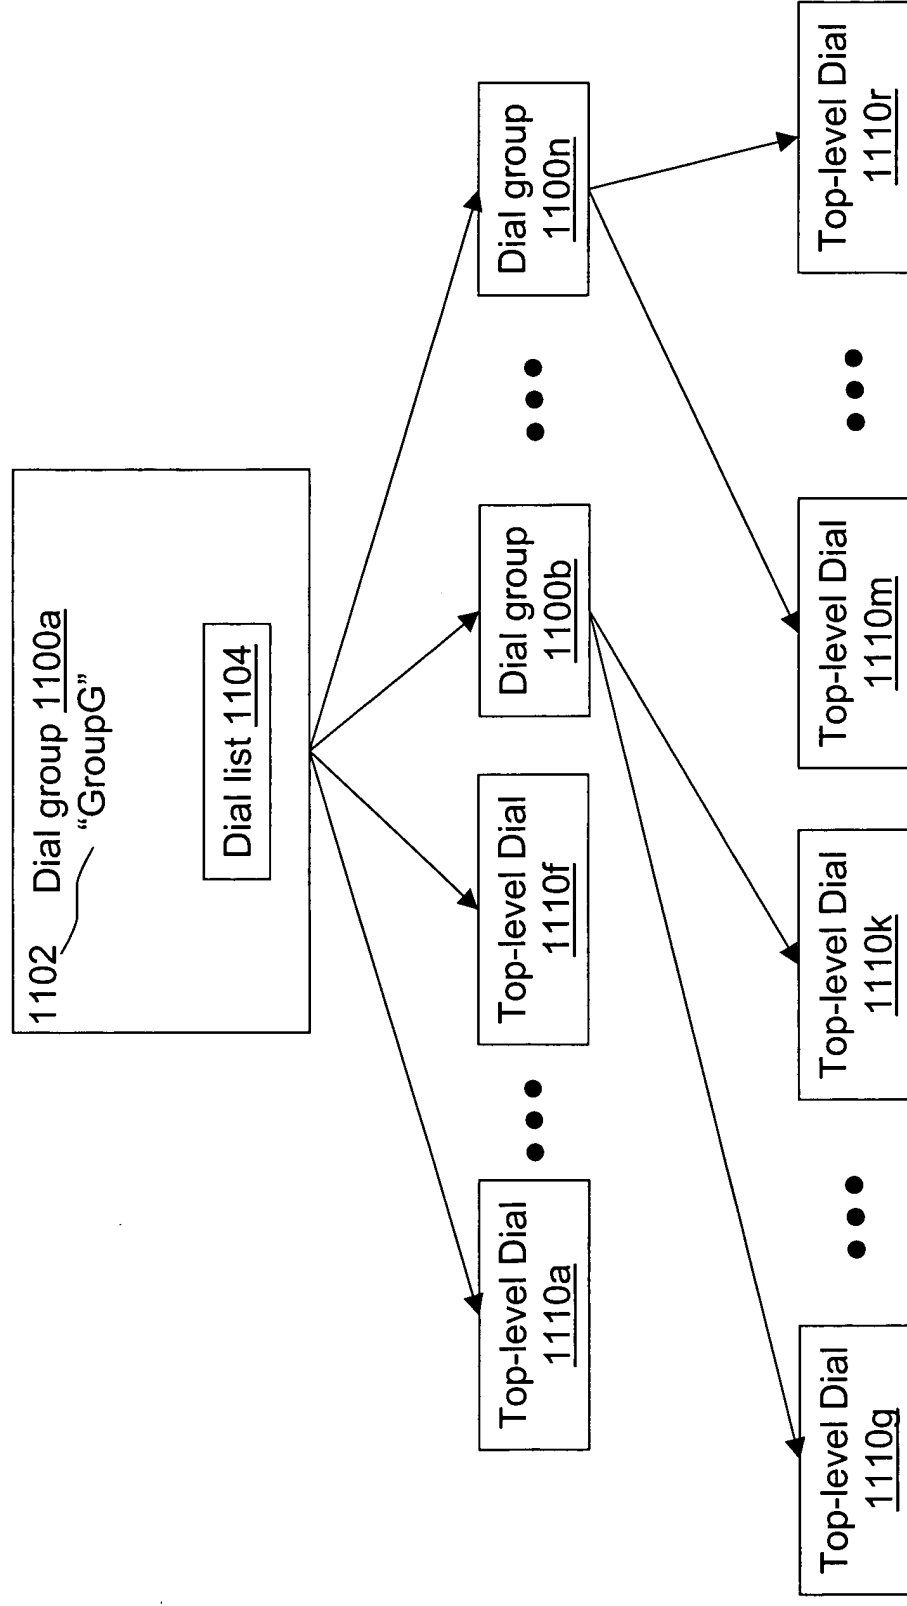 1102
Dial group 1100a
“GroupG”
Dial list 1104
Top-level Dial
1110a
Top-level Dial
1110f
Dial group
1100b
Dial group
1100n
Top-level Dial
1110g
Top-level Dial
1110k
Top-level Dial
1110m
Top-level Dial
1110r